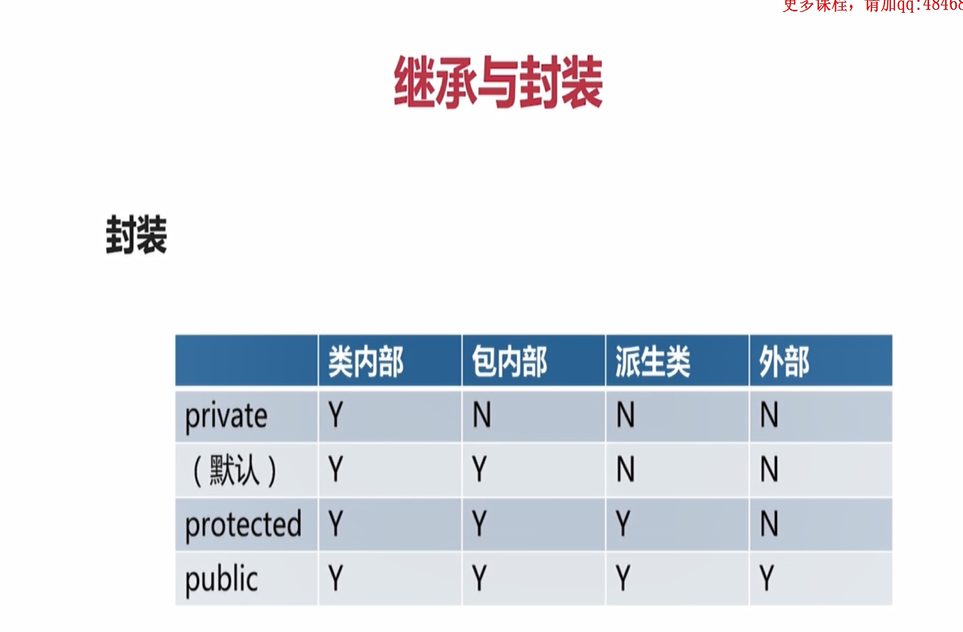 更多课程，请加qq:48468
继承与封装
封装
类内部 包内部 派生类 外部
private Y N N N
（默认） Y Y N N
protected Y Y Y N
public Y Y Y Y